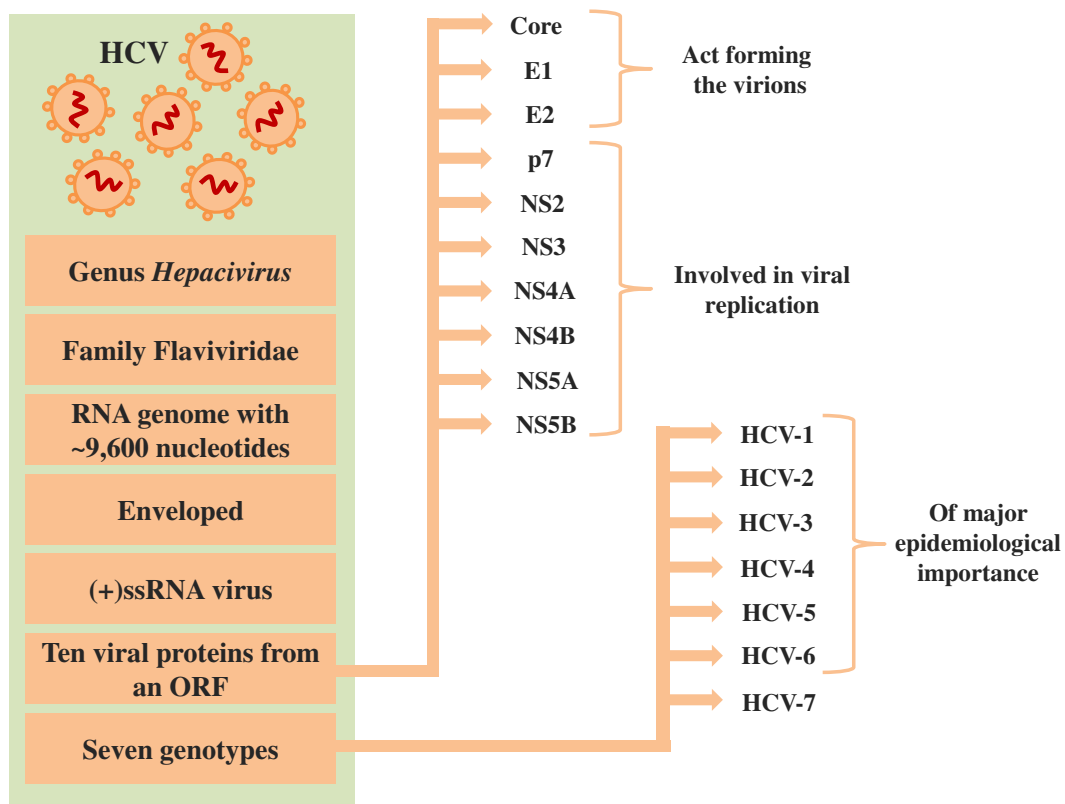 HCV
Genus Hepacivirus
Family Flaviviridae
RNA genome with
~9,600 nucleotides
Enveloped
(+)ssRNA virus
Ten viral proteins from
an ORF
Seven genotypes
Core
E1
E2
p7
NS2
NS3
NS4A
NS4B
NS5A
NS5B
Act forming
the virions
Involved in viral
replication
HCV-1
HCV-2
HCV-3
HCV-4
HCV-5
HCV-6
HCV-7
Of major
epidemiological
importance